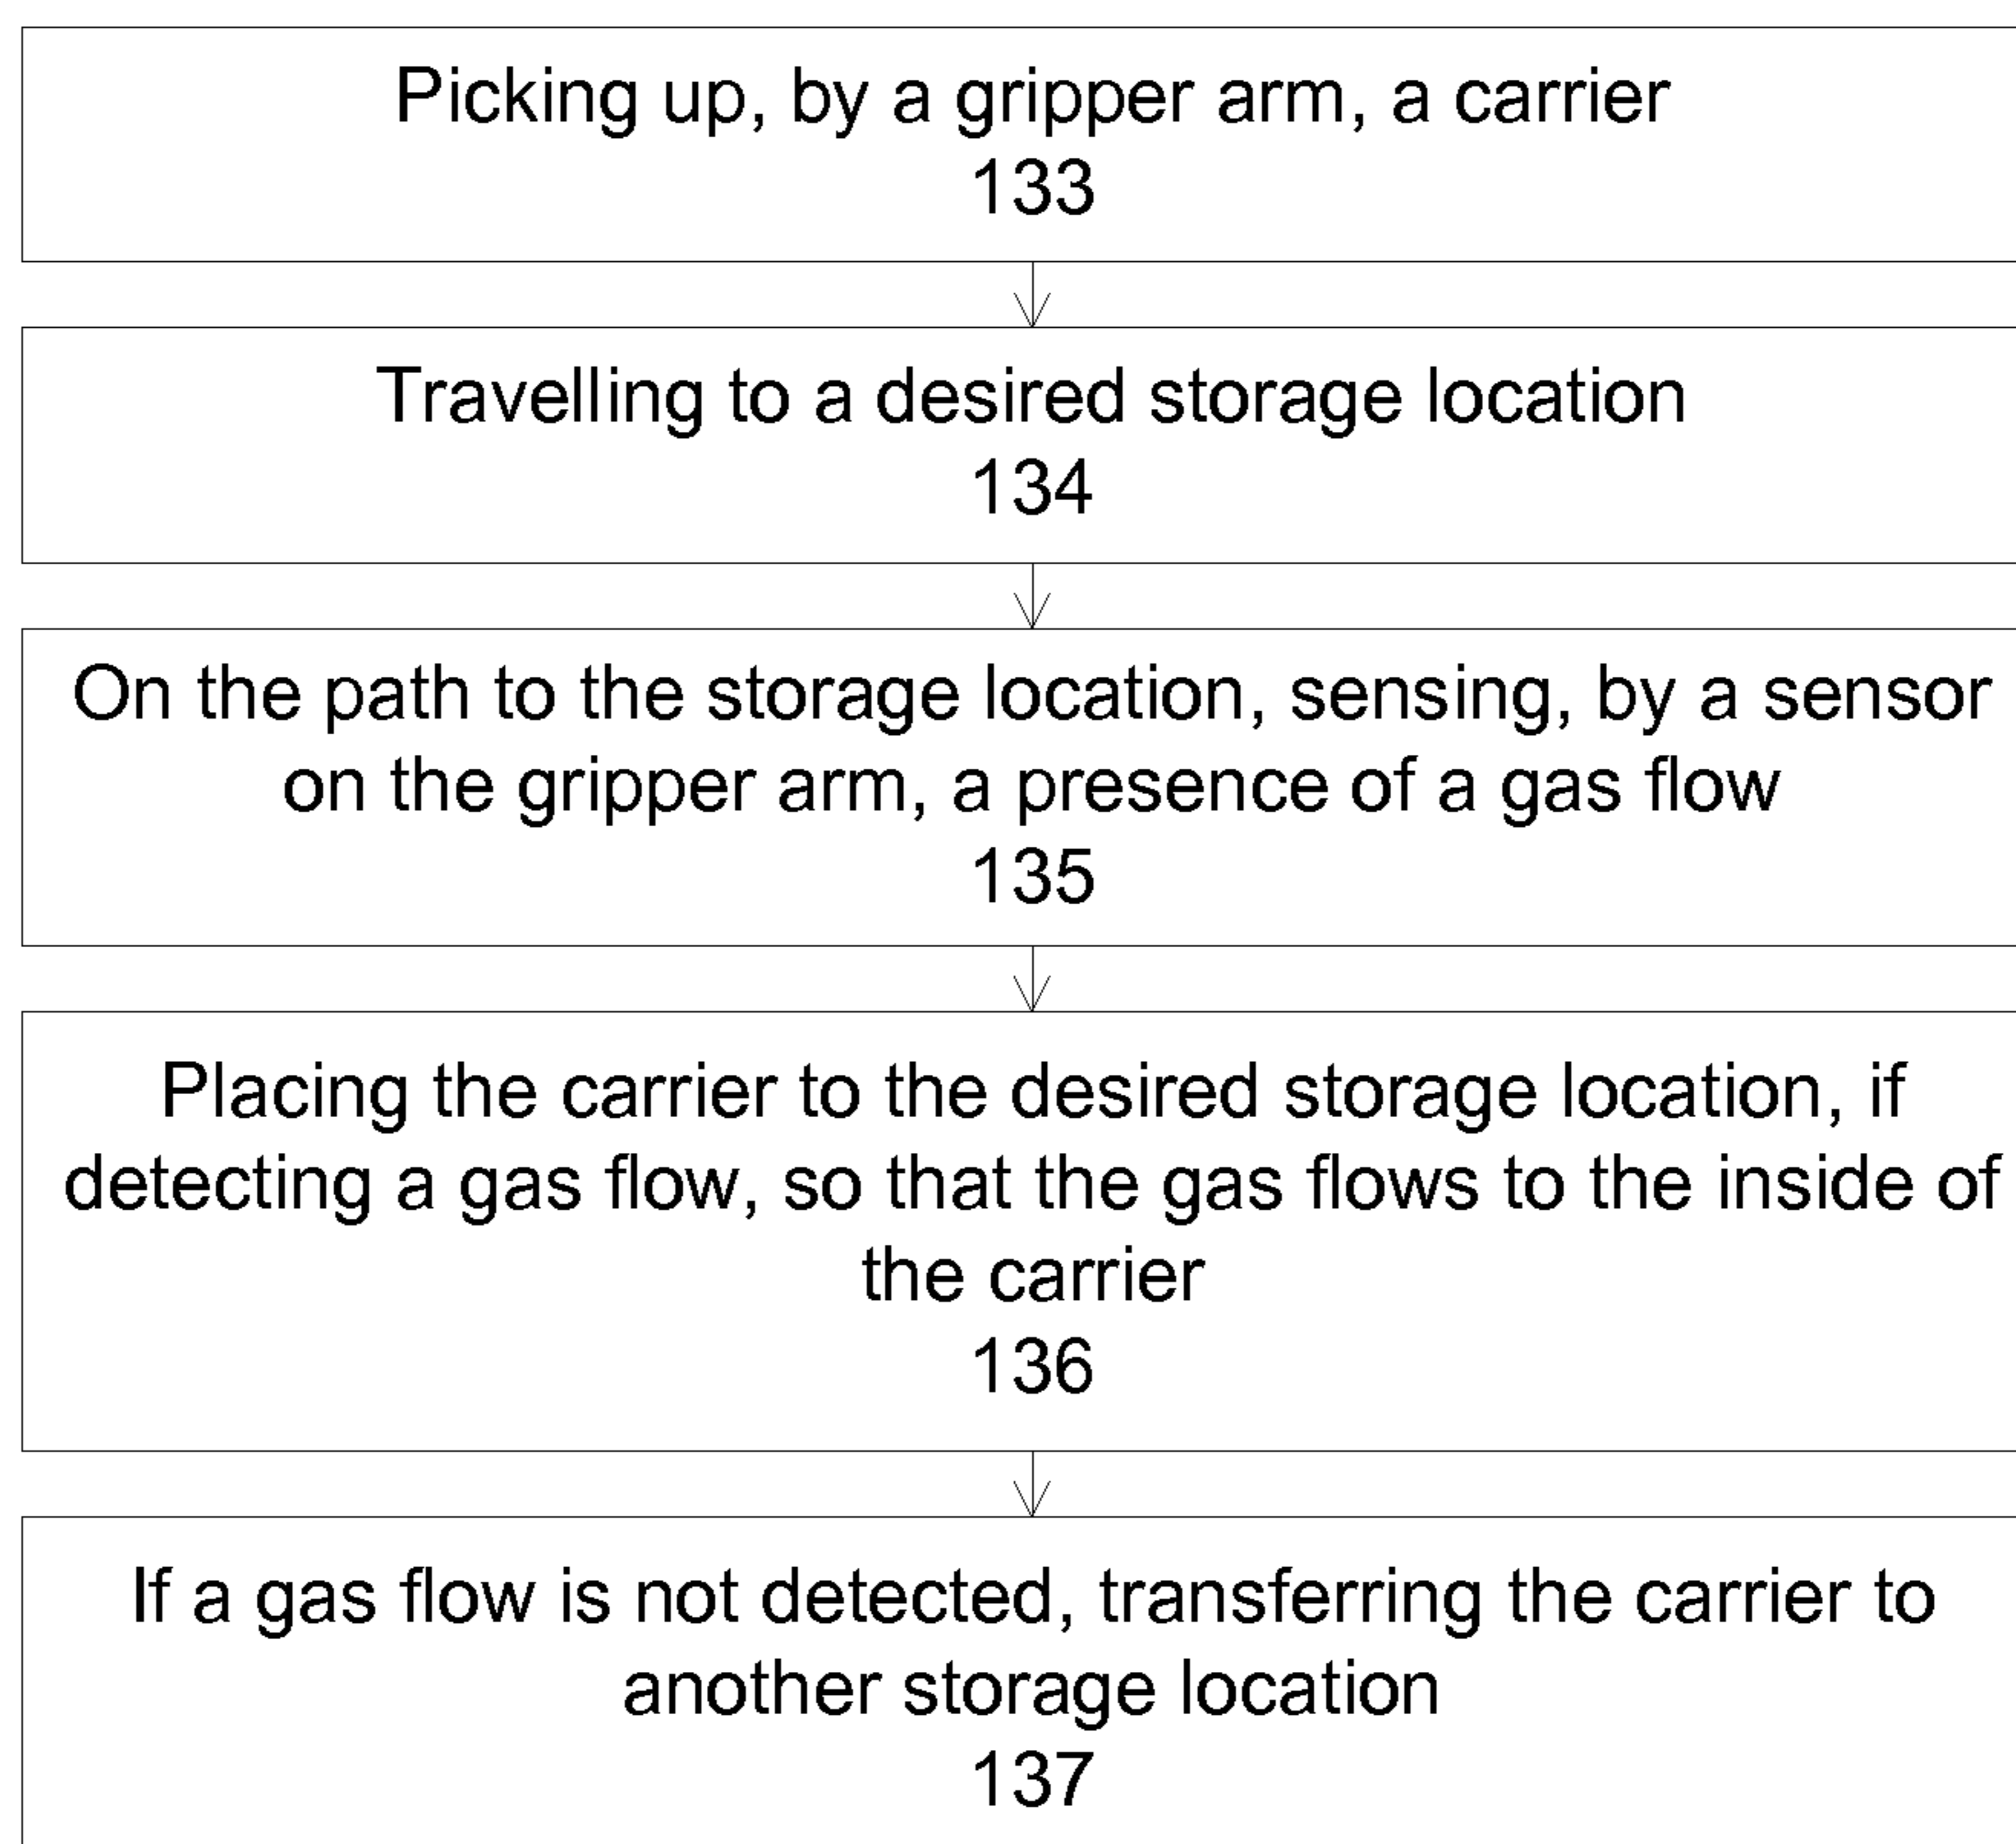 Picking up, by a gripper arm, a carrier
133
Travelling to a desired storage location
134
On the path to the storage location, sensing, by a sensor
on the gripper arm, a presence of a gas flow
135
Placing the carrier to the desired storage location, if
detecting a gas flow, so that the gas flows to the inside of
the carrier
136
If a gas flow is not detected, transferring the carrier to
another storage location
137